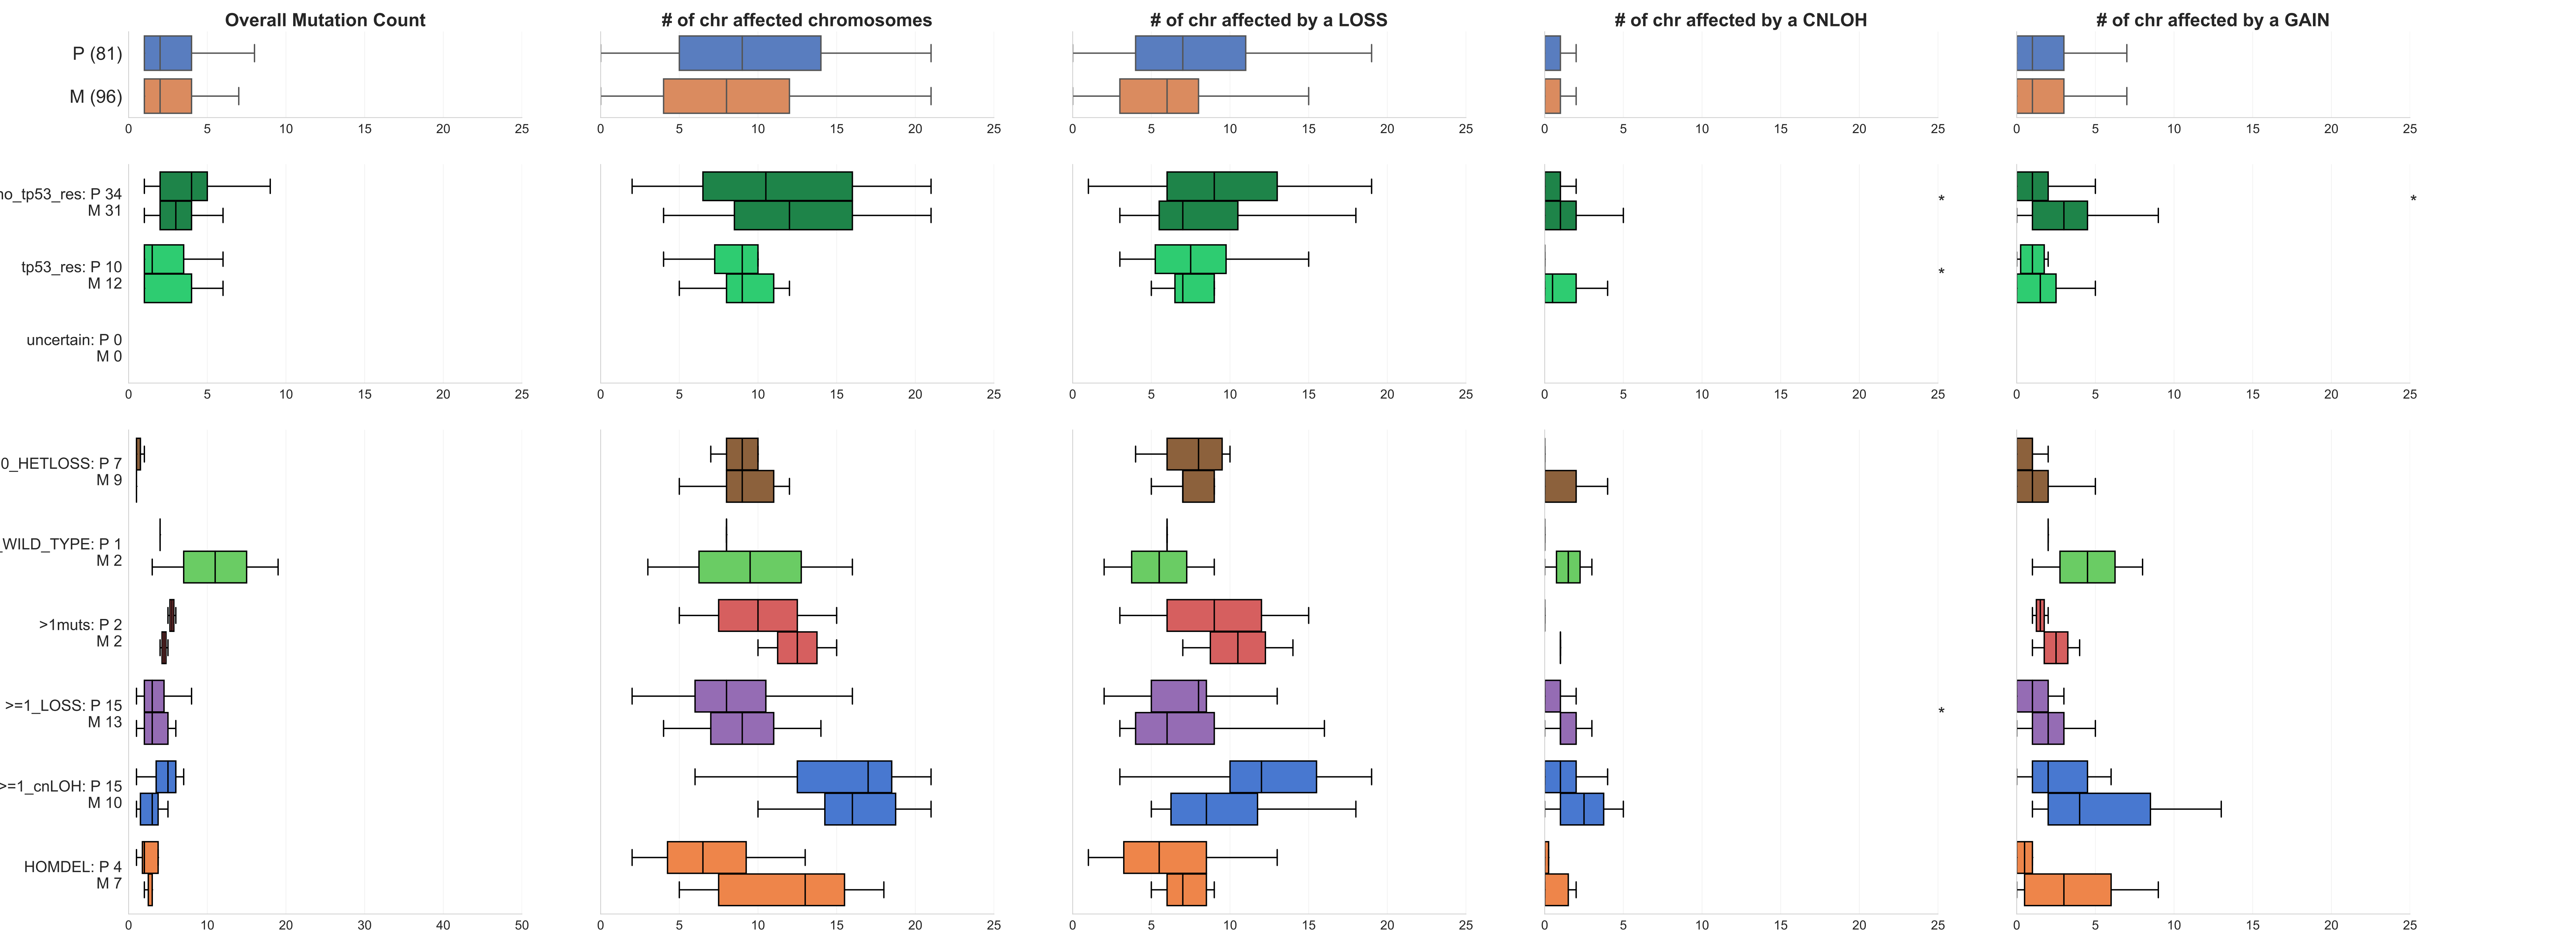 Overall Mutation Count
# of chr affected chromosomes
# of chr affected by a LOSS
# of chr affected by a CNLOH
# of chr affected by a GAIN
P (81)
M (96)
0 5 10 15 20 25
0 5 10 15 20 25
0 5 10 15 20 25
0 5 10 15 20 25
0 5 10 15 20 25
no_tp53_res: P 34
M 31
*
*
tp53_res: P 10
M 12
*
uncertain: P 0
M 0
0 5 10 15 20 25
0 5 10 15 20 25
0 5 10 15 20 25
0 5 10 15 20 25
0 5 10 15 20 25
0_HETLOSS: P 7
M 9
_WILD_TYPE: P 1
M 2
>1muts: P 2
M 2
>=1_LOSS: P 15
M 13
*
>=1_cnLOH: P 15
M 10
HOMDEL: P 4
M 7
0 10 20 30 40 50
0 5 10 15 20 25
0 5 10 15 20 25
0 5 10 15 20 25
0 5 10 15 20 25